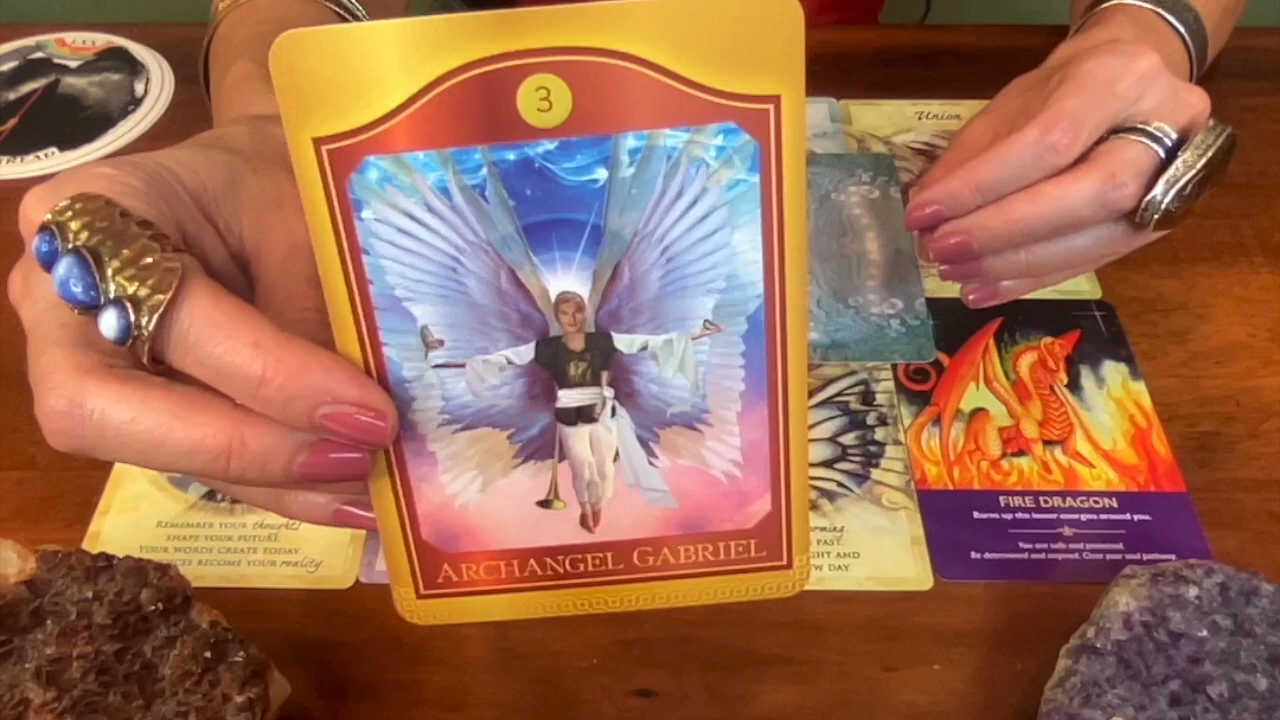 3
ARCHANGEL GABRIEL
Union
REMEMBER YOUR thoughts
SHAPE YOUR FUTURE.
YOUR WORDS CREATE TODAY
BECOME YOUR reality
PAST.
AND
DAY
FIRE DRAGON
Burns up the lower energies around you.
You are safe and protected.
Be determined and inspired. Clear your soul pathway.